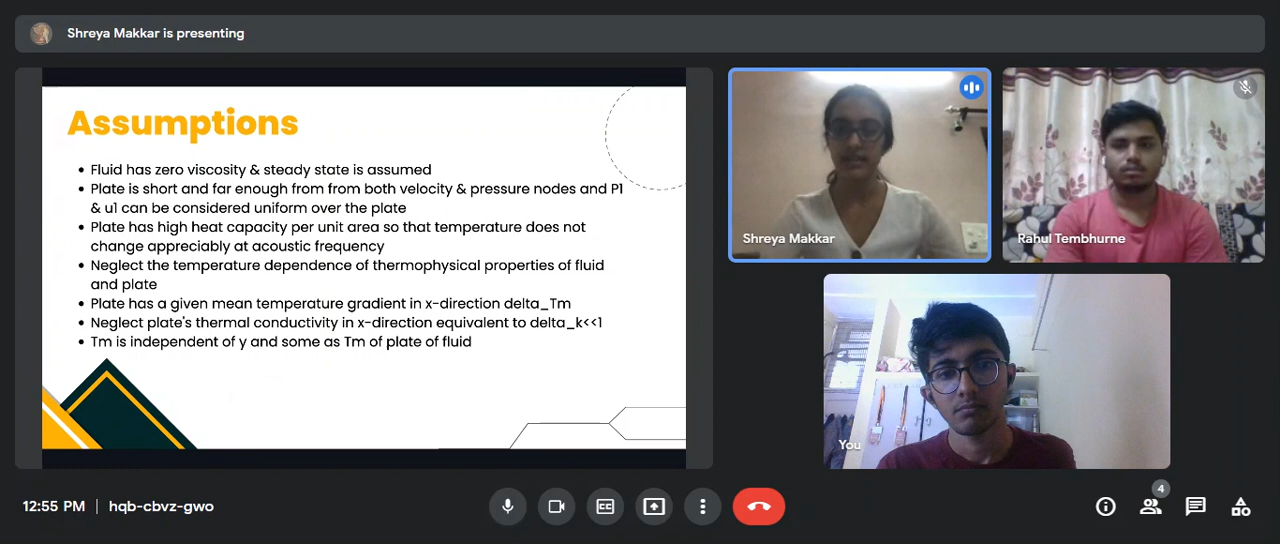 Shreya Makkar is presenting
Assumptions
• Fluid has zero viscosity & steady state is assumed
• Plate is short and far enough from from both velocity & pressure nodes and P1
& u1 can be considered uniform over the plate
• Plate has high heat capacity per unit area so that temperature does not
change appreciably at acoustic frequency
• Neglect the temperature dependence of thermophysical properties of fluid
and plate
• Plate has a given mean temperature gradient in x-direction delta_Tm
• Neglect plate's thermal conductivity in x-direction equivalent to delta_k<<1
• Tm is independent of y and some as Tm of plate of fluid
Shreya Makkar
Rahul Tembhurne
You
12:55 PM | hqb-cbvz-gwo
CC
4